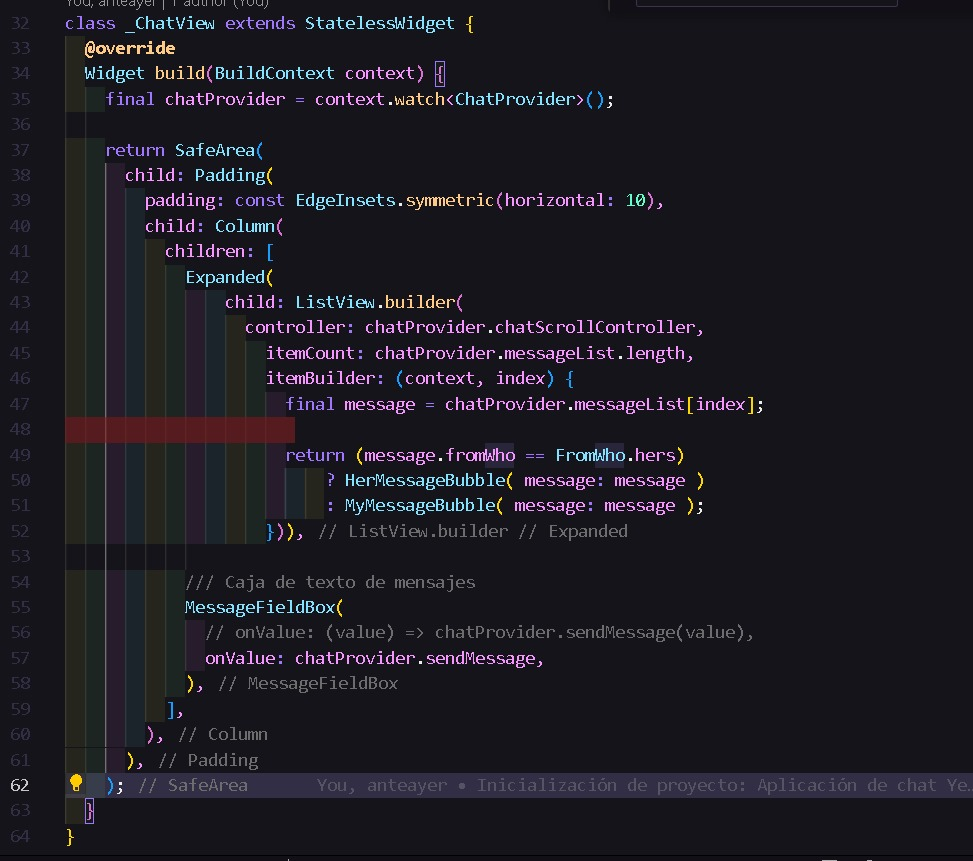 You, anteayer | 1 author (You)
32 class _ChatView extends StatelessWidget {
33 @override
34 Widget build(BuildContext context) {
35 final chatProvider = context.watch<ChatProvider>();
36
37 return SafeArea(
38 child: Padding(
39 padding: const EdgeInsets.symmetric(horizontal: 10),
40 child: Column(
41 children: [
42 Expanded(
43 child: ListView.builder(
44 controller: chatProvider.chatScrollController,
45 itemCount: chatProvider.messageList.length,
46 itemBuilder: (context, index) {
47 final message = chatProvider.messageList[index];
48
49 return (message.fromWho == FromWho.hers)
50 ? HerMessageBubble( message: message )
51 : MyMessageBubble( message: message );
52 })), // ListView.builder // Expanded
53
54 /// Caja de texto de mensajes
55 MessageFieldBox(
56 // onValue: (value) => chatProvider.sendMessage(value),
57 onValue: chatProvider.sendMessage,
58 ), // MessageFieldBox
59 ],
60 ), // Column
61 ), // Padding
62 ); // SafeArea You, anteayer • Inicialización de proyecto: Aplicación de chat Ye…
63 }
64 }